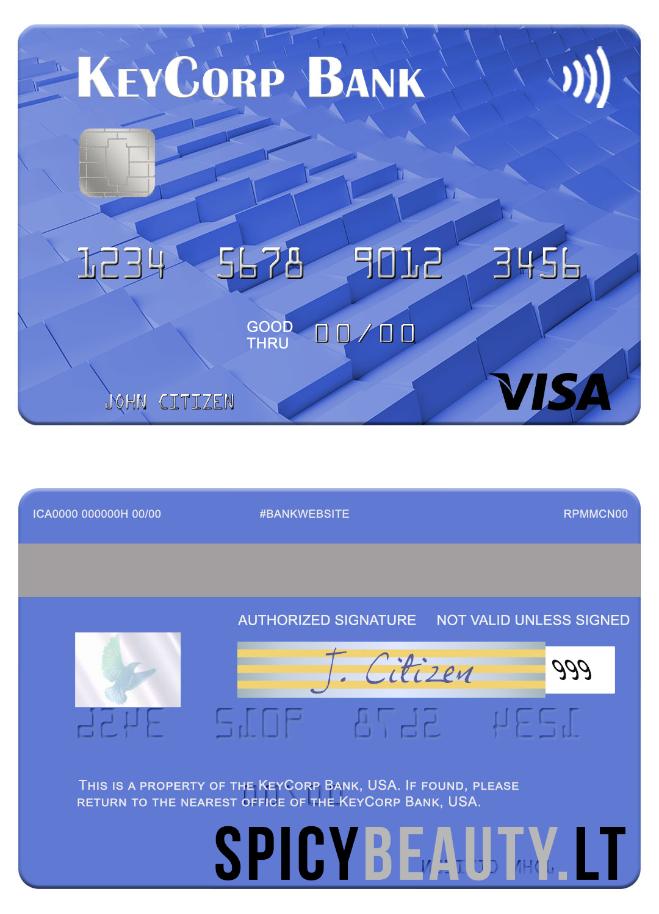 KEYCORP BANK
1234 5678 9012 3456
GOOD THRU 00/00
JOHN CITIZEN
VISA
ICA0000 000000H 00/00 #BANKWEBSITE RPMMCN00
AUTHORIZED SIGNATURE NOT VALID UNLESS SIGNED
J. Citizen 999
THIS IS A PROPERTY OF THE KEYCORP BANK, USA. IF FOUND, PLEASE
RETURN TO THE NEAREST OFFICE OF THE KEYCORP BANK, USA.
SPICYBEAUTY.LT